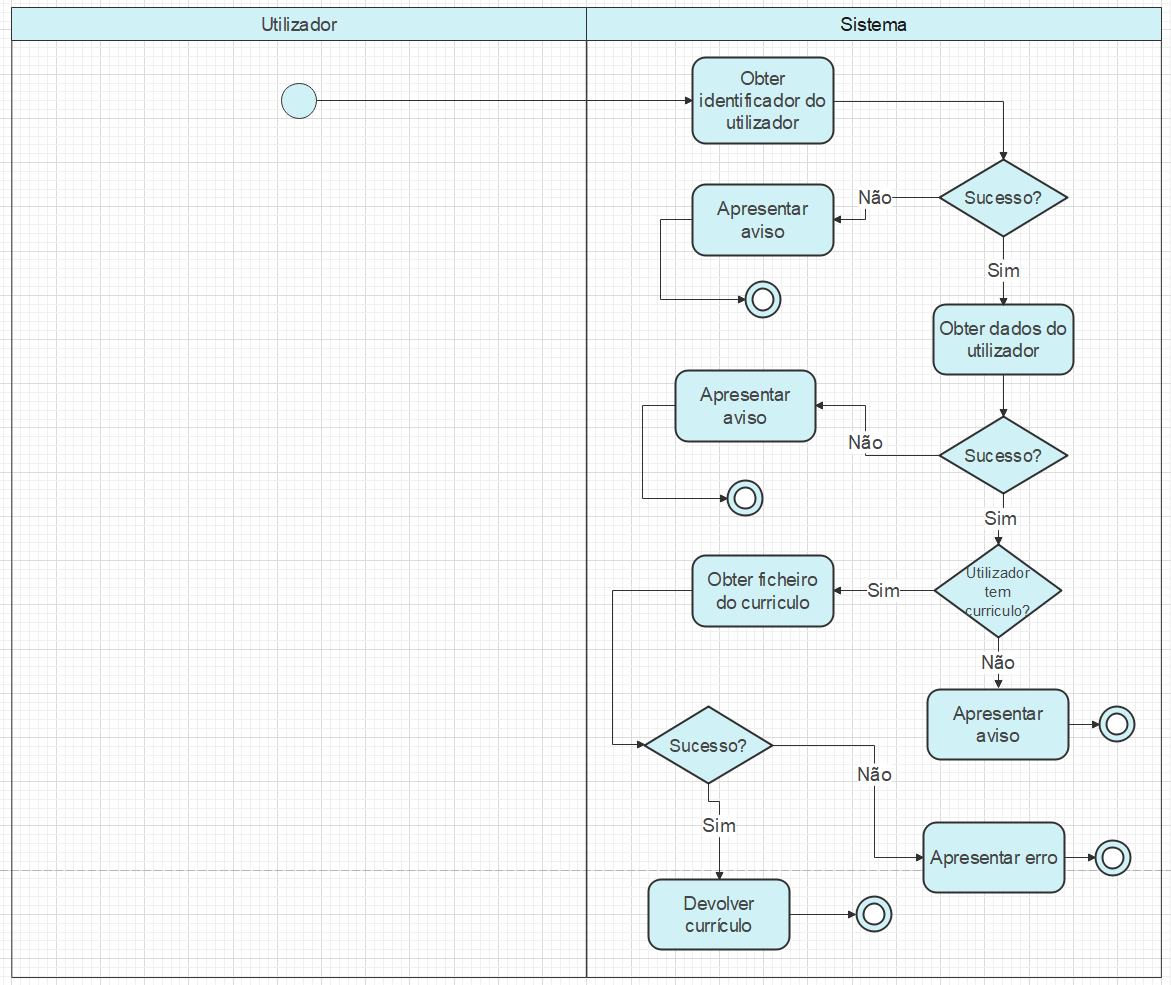 Utilizador
Sistema
Obter
identificador do
utilizador
Sucesso?
Não
Apresentar
aviso
Sim
Obter dados do
utilizador
Apresentar
aviso
Não
Sucesso?
Sim
Utilizador
tem
curriculo?
Sim
Obter ficheiro
do curriculo
Não
Apresentar
aviso
Sucesso?
Não
Sim
Apresentar erro
Devolver
currículo